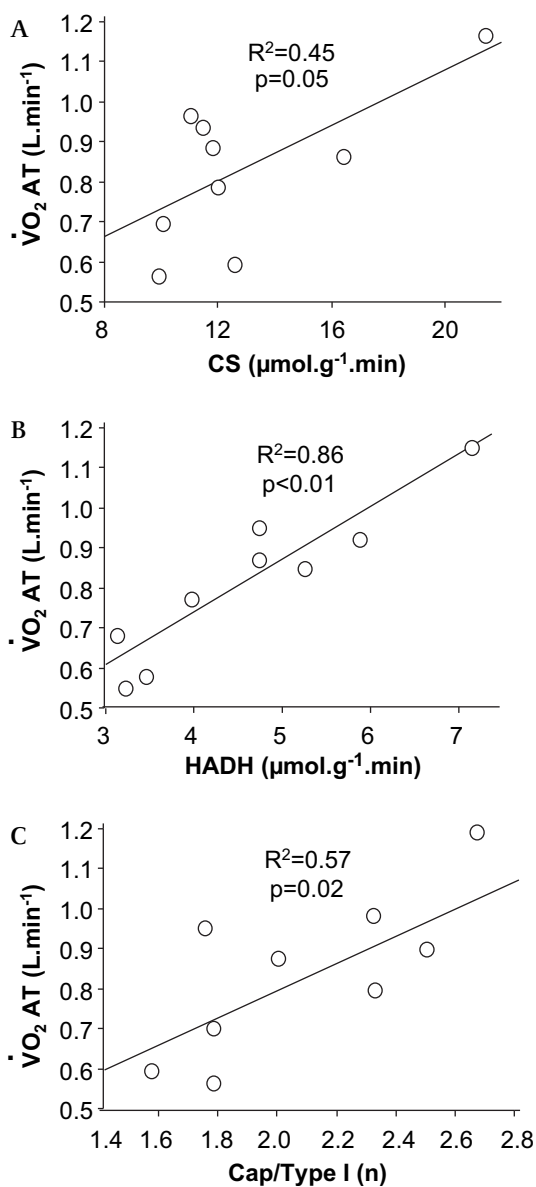 A
R²=0.45
p=0.05
1.2
1.1
1.0
0.9
0.8
0.7
0.6
0.5
V̇O₂ AT (L.min⁻¹)
8 12 16 20
CS (µmol.g⁻¹.min)
B
R²=0.86
p<0.01
1.2
1.1
1.0
0.9
0.8
0.7
0.6
0.5
V̇O₂ AT (L.min⁻¹)
3 4 5 6 7
HADH (µmol.g⁻¹.min)
C
R²=0.57
p=0.02
1.2
1.1
1.0
0.9
0.8
0.7
0.6
0.5
V̇O₂ AT (L.min⁻¹)
1.4 1.6 1.8 2.0 2.2 2.4 2.6 2.8
Cap/Type I (n)